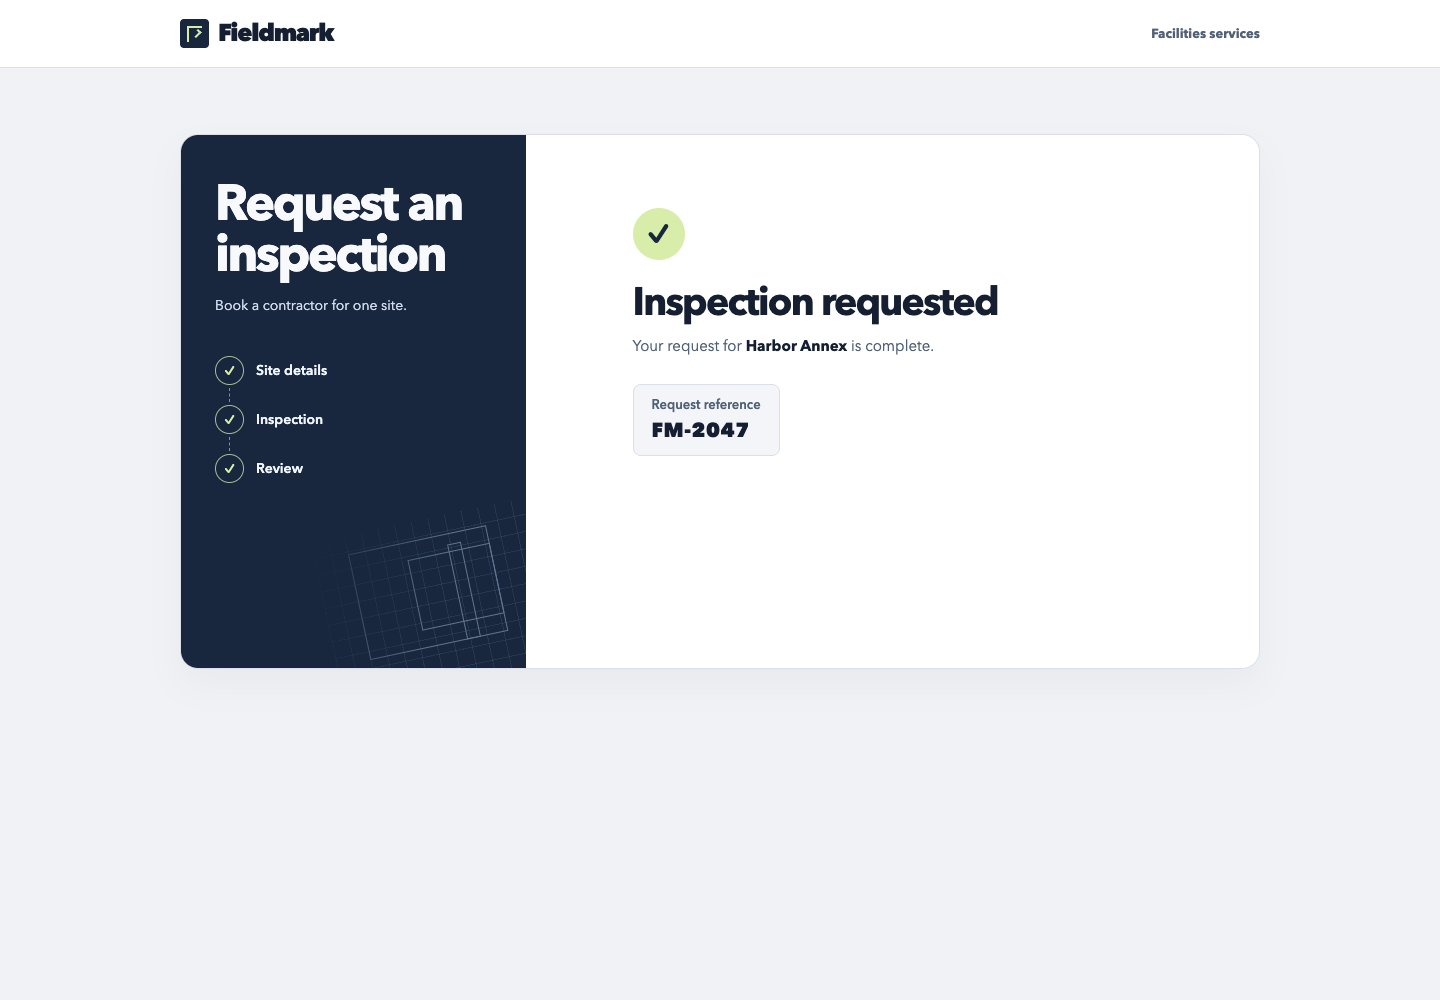 Fieldmark
Facilities services
Request an
inspection
Book a contractor for one site.
Site details
Inspection
Review
Inspection requested
Your request for Harbor Annex is complete.
Request reference
FM-2047